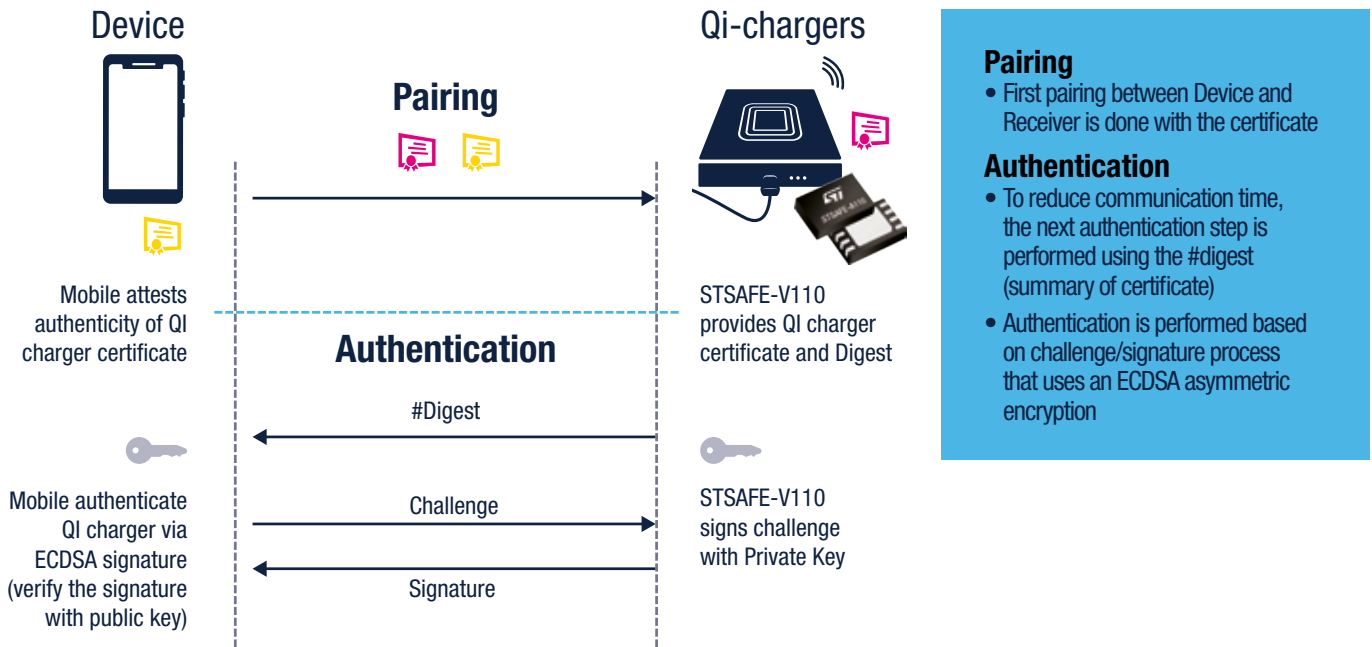 Device
Qi-chargers
Pairing
Mobile attests
authenticity of QI
charger certificate
STSAFE-V110
provides QI charger
certificate and Digest
Authentication
#Digest
Mobile authenticate
QI charger via
ECDSA signature
(verify the signature
with public key)
Challenge
Signature
STSAFE-V110
signs challenge
with Private Key
Pairing
• First pairing between Device and
Receiver is done with the certificate
Authentication
• To reduce communication time,
the next authentication step is
performed using the #digest
(summary of certificate)
• Authentication is performed based
on challenge/signature process
that uses an ECDSA asymmetric
encryption